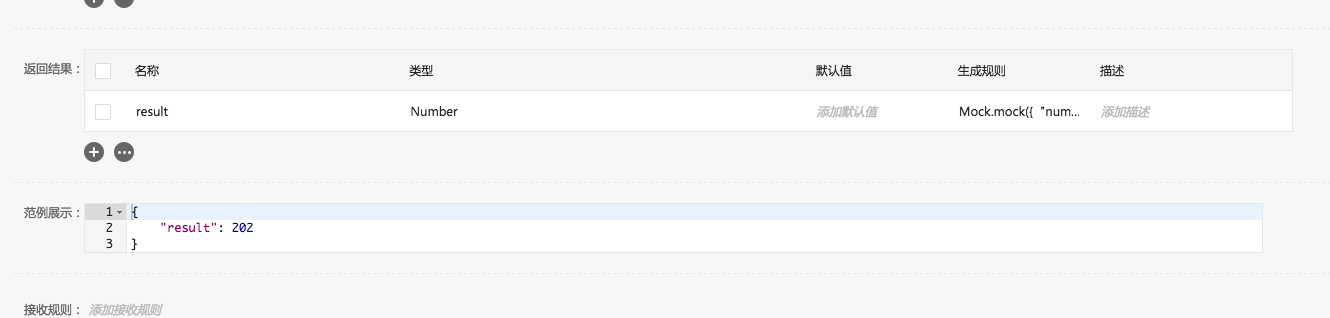 返回结果：
名称 类型 默认值 生成规则 描述
result Number 添加默认值 Mock.mock({ "num... 添加描述
范例展示：
1 {
2 "result": 202
3 }
接收规则： 添加接收规则